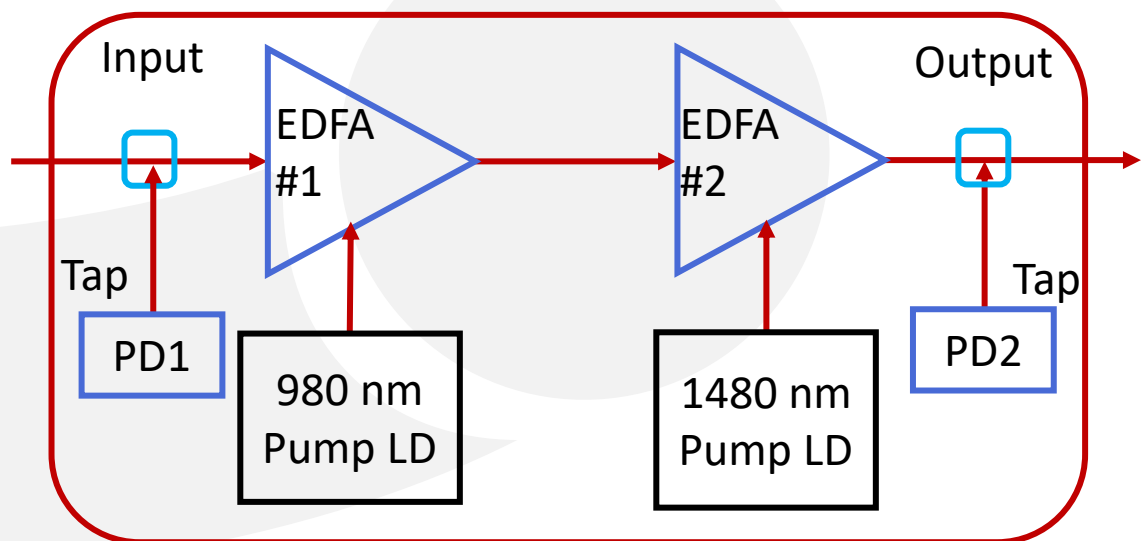 Input
Output
EDFA
#1
EDFA
#2
Tap
Tap
PD1
980 nm
Pump LD
1480 nm
Pump LD
PD2